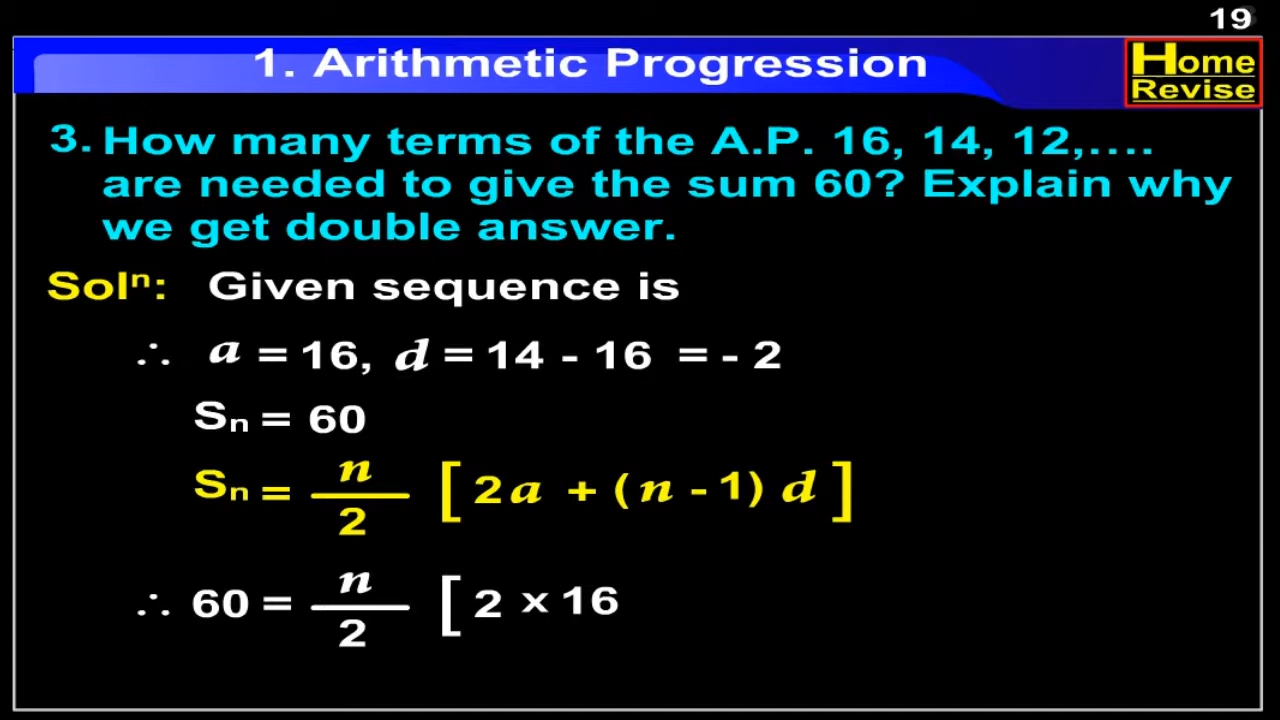 19
1. Arithmetic Progression
Home
Revise
3. How many terms of the A.P. 16, 14, 12,....
are needed to give the sum 60? Explain why
we get double answer.
Solⁿ: Given sequence is
∴ a = 16, d = 14 - 16 = - 2
Sₙ = 60
Sₙ = n/2 [ 2a + (n - 1) d ]
∴ 60 = n/2 [ 2 x 16